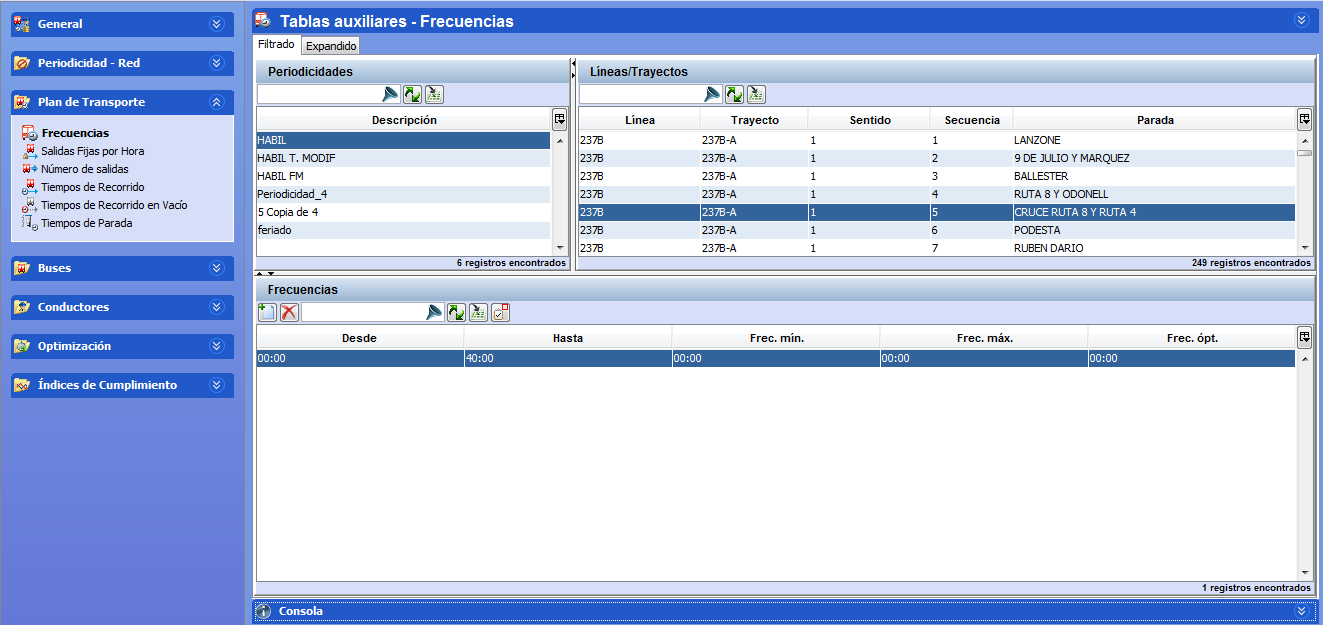 General
Periodicidad - Red
Plan de Transporte
Frecuencias
Salidas Fijas por Hora
Número de salidas
Tiempos de Recorrido
Tiempos de Recorrido en Vacío
Tiempos de Parada
Buses
Conductores
Optimización
Índices de Cumplimiento
Tablas auxiliares - Frecuencias
Filtrado Expandido
Periodicidades
Descripción
HABIL
HABIL T. MODIF
HABIL FM
Periodicidad_4
5 Copia de 4
feriado
6 registros encontrados
Líneas/Trayectos
Línea Trayecto Sentido Secuencia Parada
237B 237B-A 1 1 LANZONE
237B 237B-A 1 2 9 DE JULIO Y MARQUEZ
237B 237B-A 1 3 BALLESTER
237B 237B-A 1 4 RUTA 8 Y ODONELL
237B 237B-A 1 5 CRUCE RUTA 8 Y RUTA 4
237B 237B-A 1 6 PODESTA
237B 237B-A 1 7 RUBEN DARIO
249 registros encontrados
Frecuencias
Desde Hasta Frec. mín. Frec. máx. Frec. ópt.
00:00 40:00 00:00 00:00 00:00
1 registros encontrados
Consola